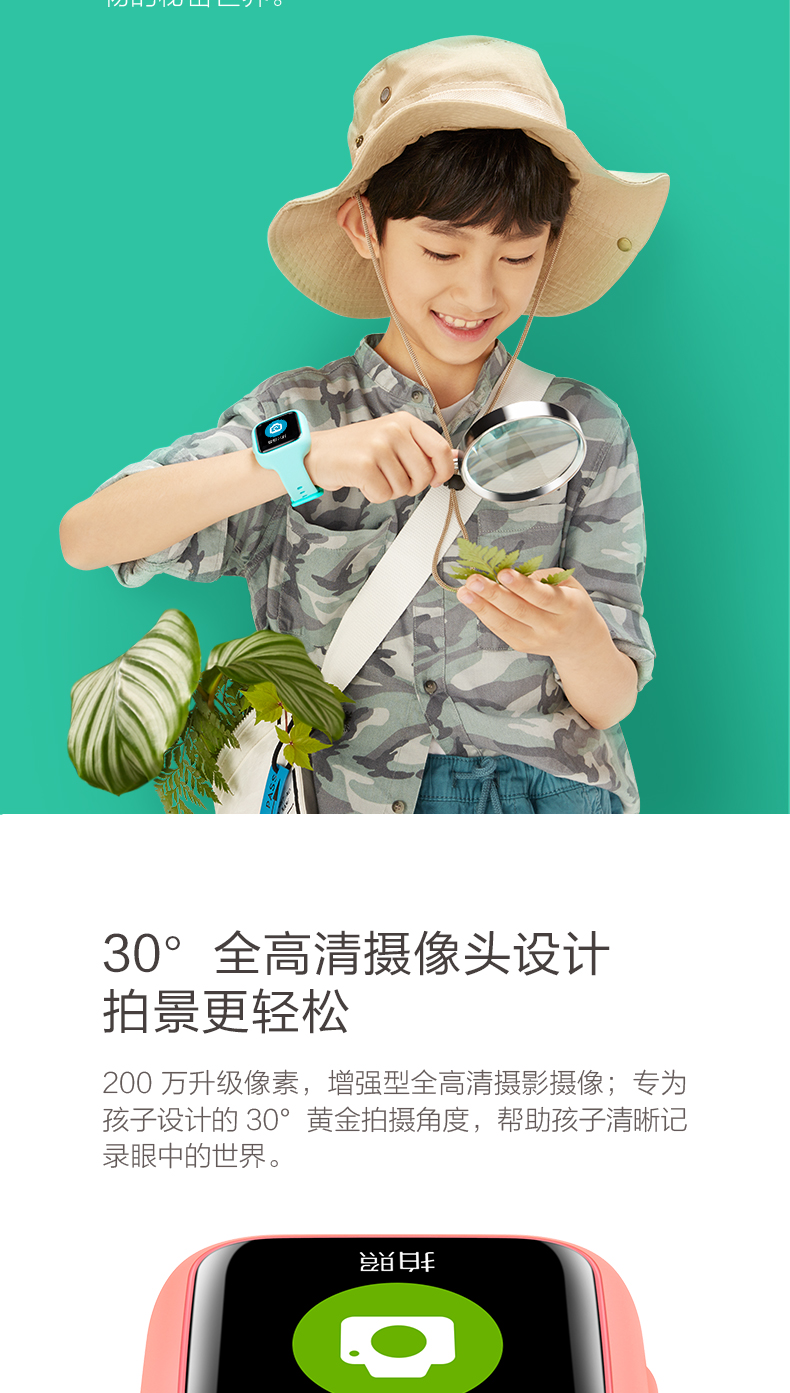 30° 全高清摄像头设计
拍景更轻松
200 万升级像素，增强型全高清摄影摄像；专为
孩子设计的 30° 黄金拍摄角度，帮助孩子清晰记
录眼中的世界。
拍照